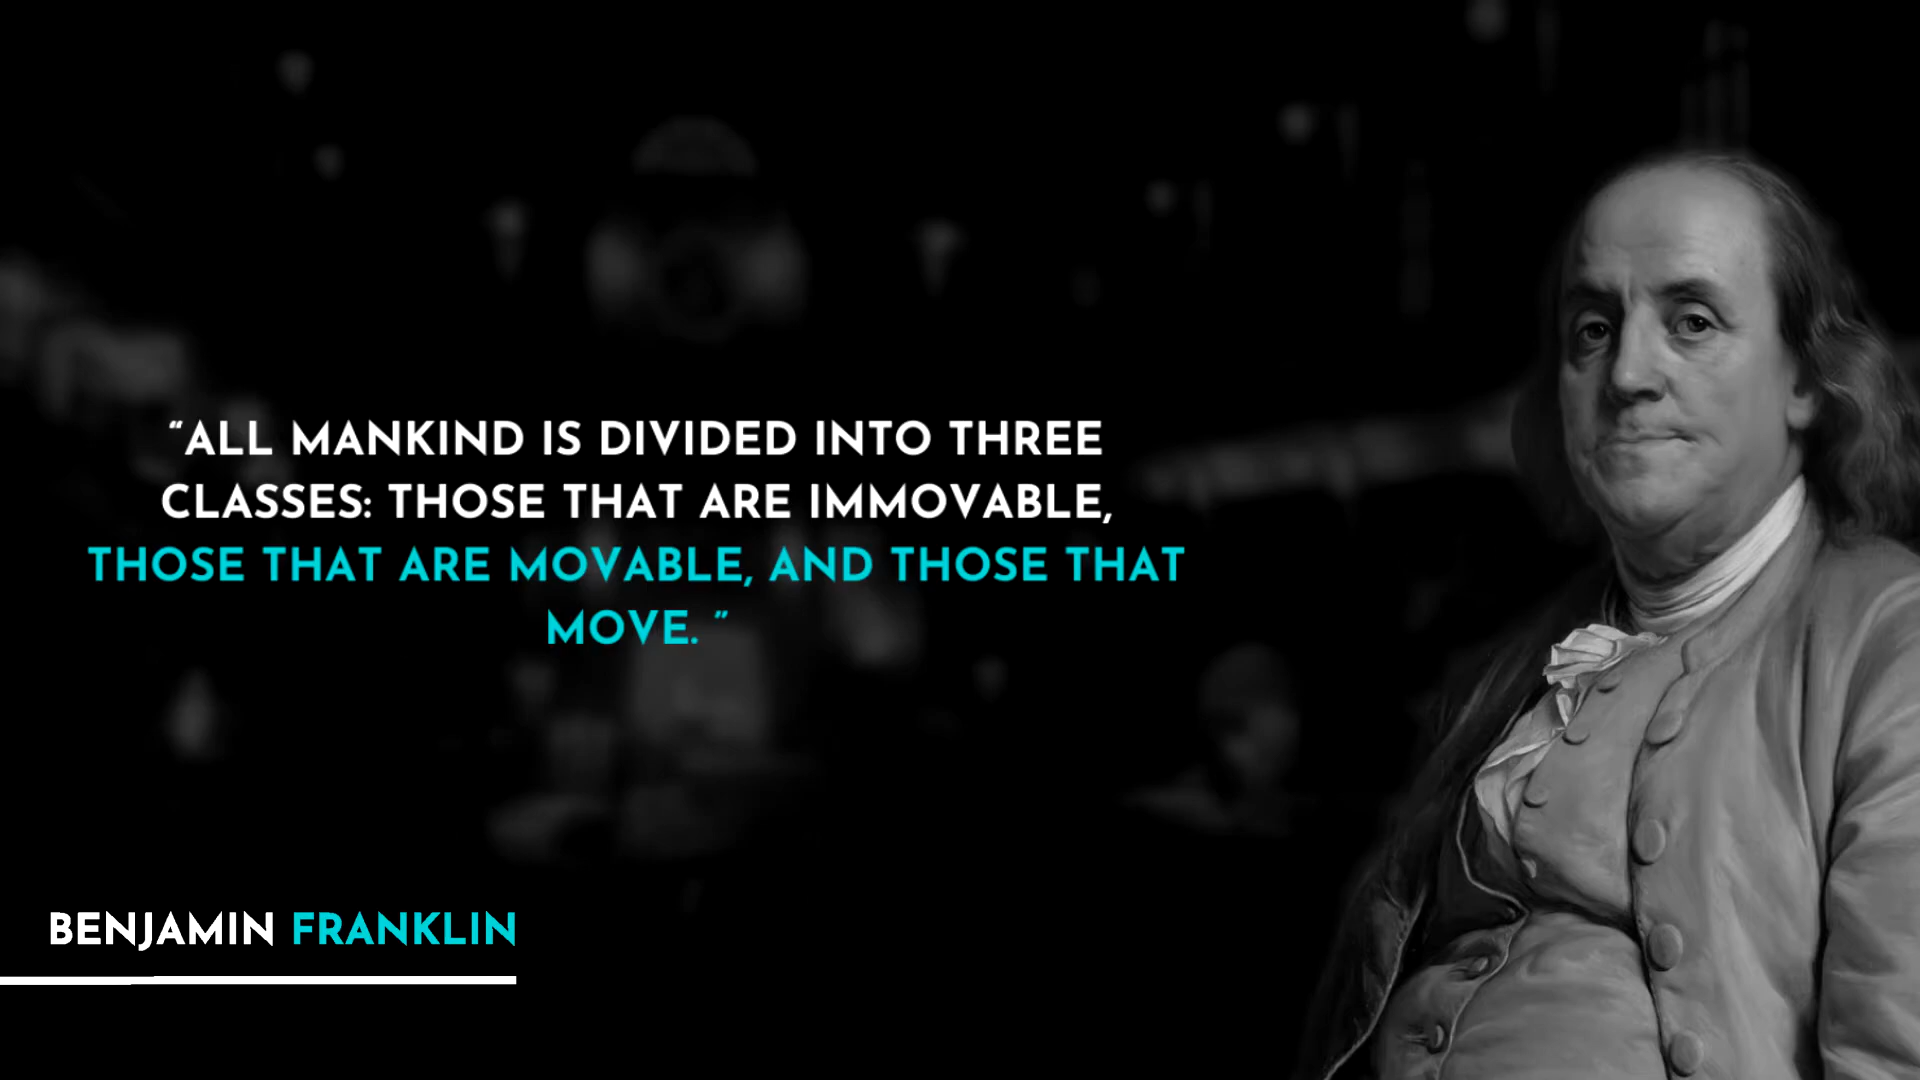 “ALL MANKIND IS DIVIDED INTO THREE
CLASSES: THOSE THAT ARE IMMOVABLE,
THOSE THAT ARE MOVABLE, AND THOSE THAT
MOVE. ”
BENJAMIN FRANKLIN